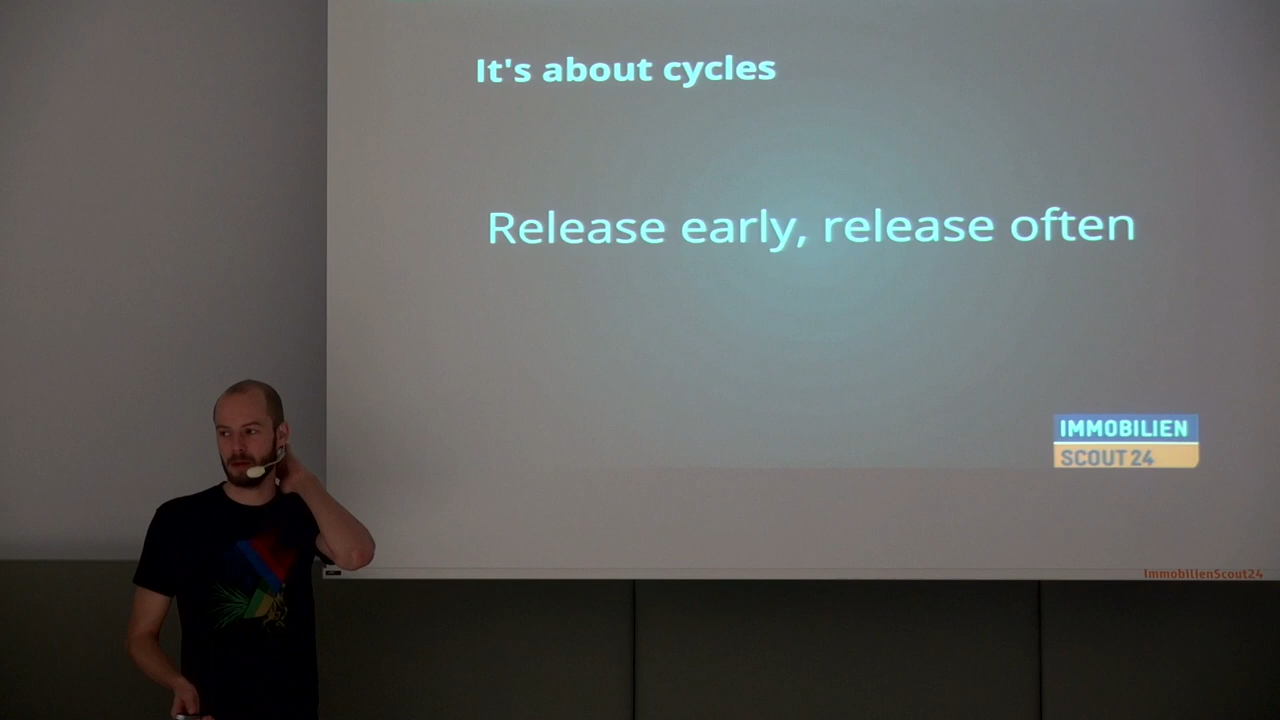 It's about cycles
Release early, release often
IMMOBILIEN
SCOUT 24
ImmobilienScout24